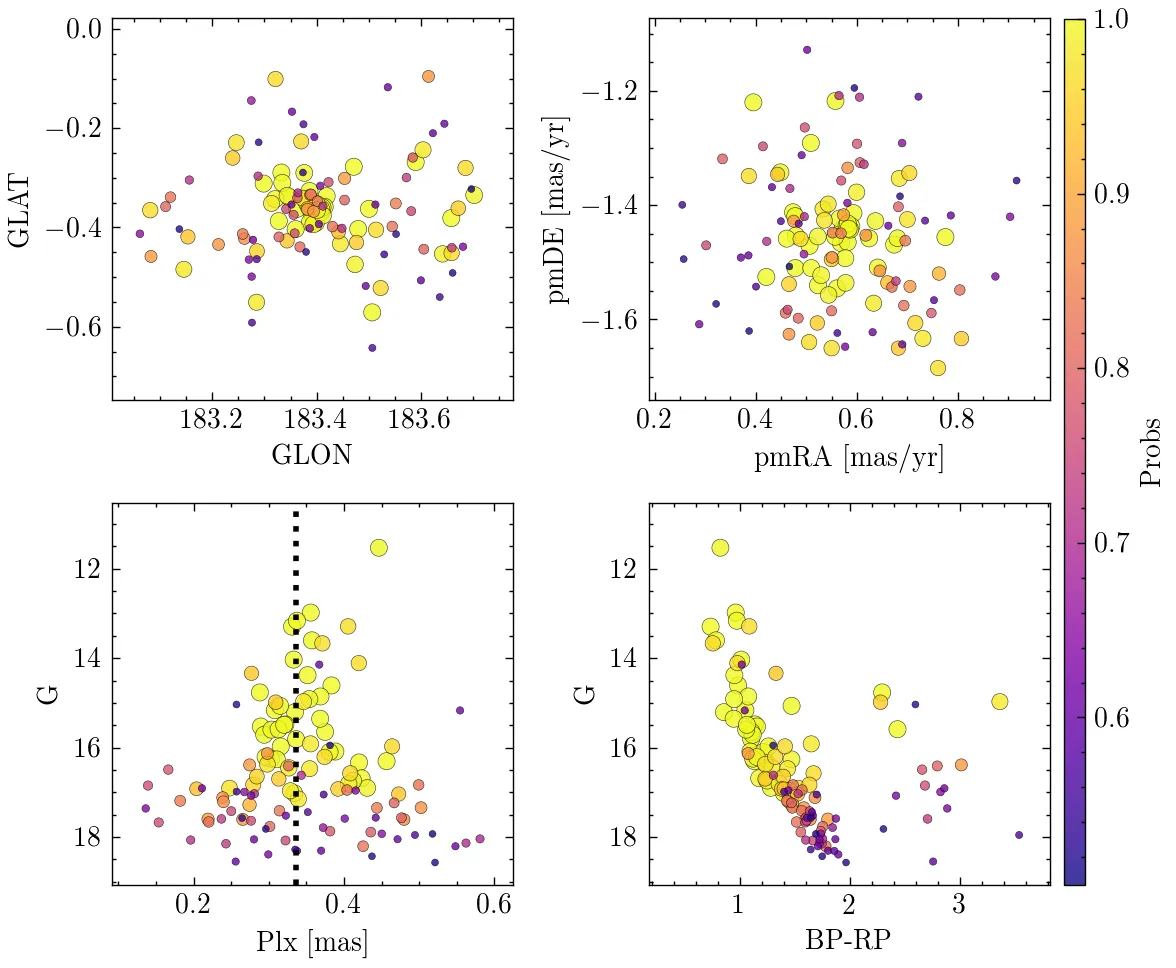 0.0
−0.2
−0.4
−0.6
GLAT
183.2 183.4 183.6
GLON
−1.2
−1.4
−1.6
pmDE [mas/yr]
0.2 0.4 0.6 0.8
pmRA [mas/yr]
1.0
0.9
0.8
0.7
0.6
Probs
12
14
16
18
G
0.2 0.4 0.6
Plx [mas]
12
14
16
18
G
1 2 3
BP-RP